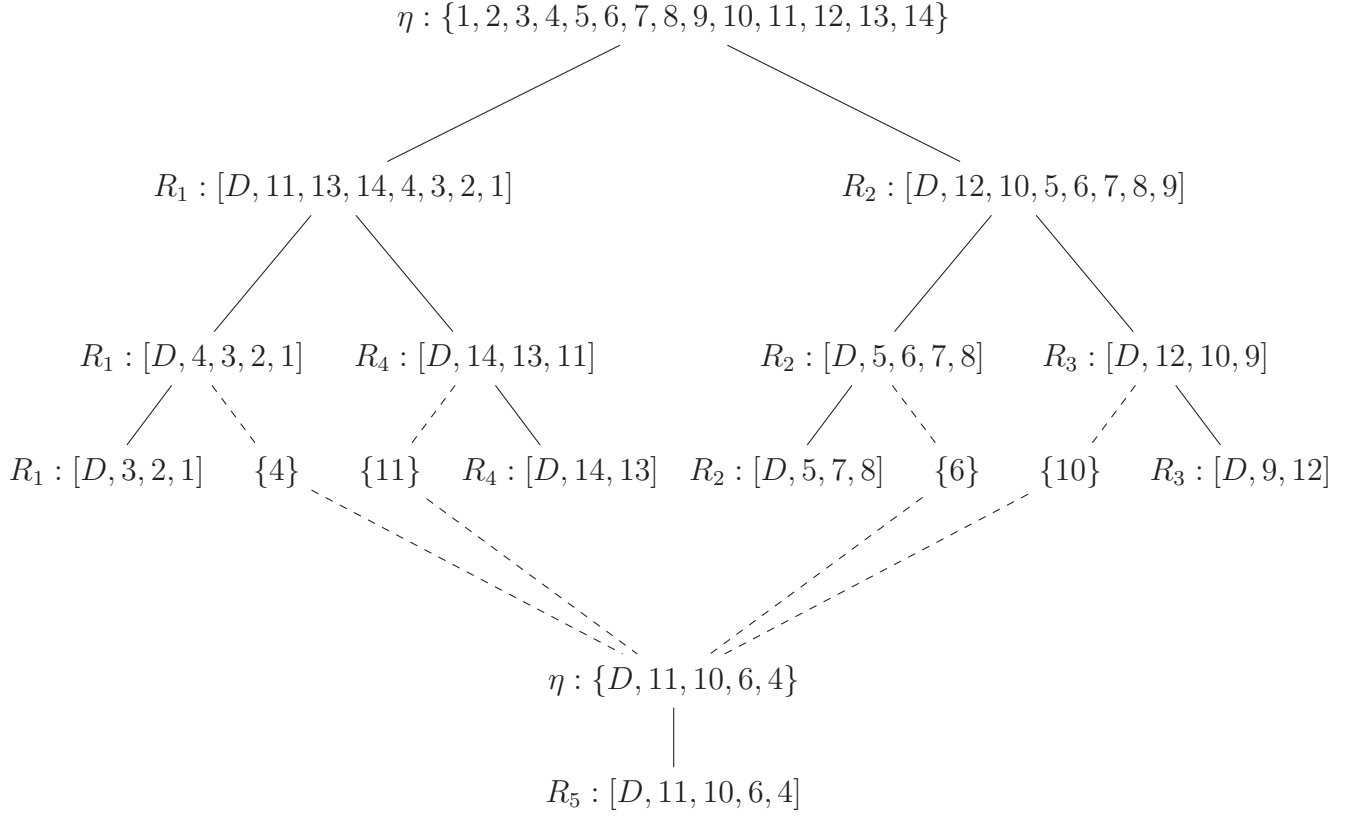 η : {1, 2, 3, 4, 5, 6, 7, 8, 9, 10, 11, 12, 13, 14}
R₁ : [D, 11, 13, 14, 4, 3, 2, 1] R₂ : [D, 12, 10, 5, 6, 7, 8, 9]
R₁ : [D, 4, 3, 2, 1] R₄ : [D, 14, 13, 11] R₂ : [D, 5, 6, 7, 8] R₃ : [D, 12, 10, 9]
R₁ : [D, 3, 2, 1] {4} {11} R₄ : [D, 14, 13] R₂ : [D, 5, 7, 8] {6} {10} R₃ : [D, 9, 12]
η : {D, 11, 10, 6, 4}
R₅ : [D, 11, 10, 6, 4]